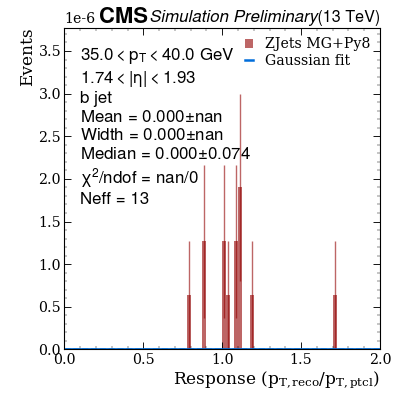 1e-6 CMS Simulation Preliminary (13 TeV)
Events
35.0 < pT < 40.0 GeV
1.74 < |η| < 1.93
b jet
Mean = 0.000±nan
Width = 0.000±nan
Median = 0.000±0.074
χ²/ndof = nan/0
Neff = 13
ZJets MG+Py8
Gaussian fit
3.5
3.0
2.5
2.0
1.5
1.0
0.5
0.0
0.0 0.5 1.0 1.5 2.0
Response (pT,reco/pT,ptcl)